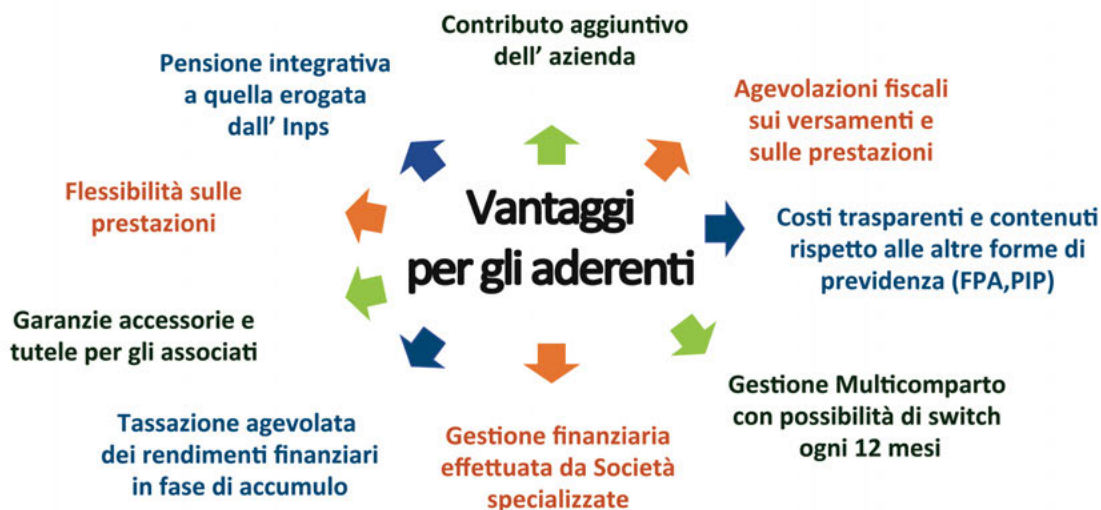 Contributo aggiuntivo
dell’ azienda
Pensione integrativa
a quella erogata
dall’ Inps
Agevolazioni fiscali
sui versamenti e
sulle prestazioni
Flessibilità sulle
prestazioni
Vantaggi
per gli aderenti
Costi trasparenti e contenuti
rispetto alle altre forme di
previdenza (FPA,PIP)
Garanzie accessorie e
tutele per gli associati
Gestione Multicomparto
con possibilità di switch
ogni 12 mesi
Tassazione agevolata
dei rendimenti finanziari
in fase di accumulo
Gestione finanziaria
effettuata da Società
specializzate